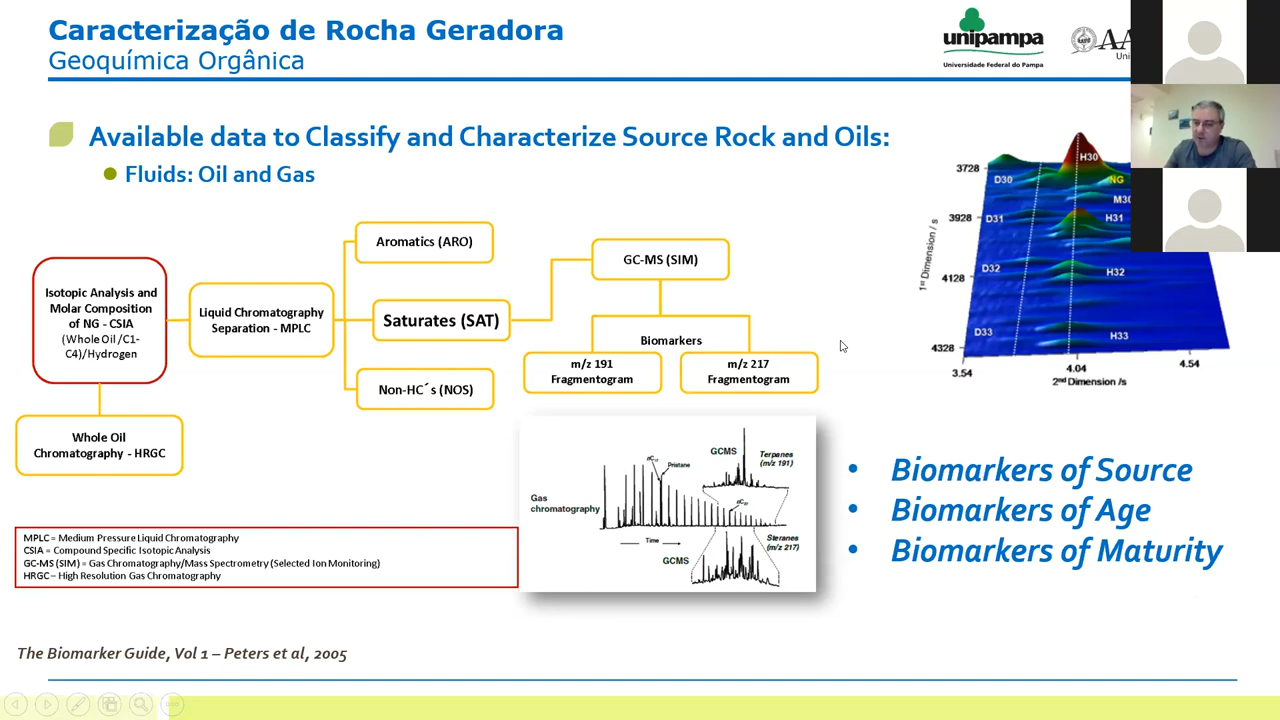 Caracterização de Rocha Geradora
Geoquímica Orgânica
unipampa
Universidade Federal do Pampa
Available data to Classify and Characterize Source Rock and Oils:
Fluids: Oil and Gas
Isotopic Analysis and
Molar Composition
of NG - CSIA
(Whole Oil /C1-
C4)/Hydrogen
Liquid Chromatography
Separation - MPLC
Whole Oil
Chromatography - HRGC
Aromatics (ARO)
Saturates (SAT)
Non-HC´s (NOS)
GC-MS (SIM)
Biomarkers
m/z 191
Fragmentogram
m/z 217
Fragmentogram
3728
3928
4128
4328
1st Dimension / s
D30
D31
D32
D33
H30
NG
M30
H31
H32
H33
3.54
4.04
4.54
2nd Dimension /s
Gas
chromatography
Pristane
GCMS
Terpanes
(m/z 191)
Time
GCMS
Steranes
(m/z 217)
• Biomarkers of Source
• Biomarkers of Age
• Biomarkers of Maturity
MPLC = Medium Pressure Liquid Chromatography
CSIA = Compound Specific Isotopic Analysis
GC-MS (SIM) = Gas Chromatography/Mass Spectrometry (Selected Ion Monitoring)
HRGC – High Resolution Gas Chromatography
The Biomarker Guide, Vol 1 – Peters et al, 2005